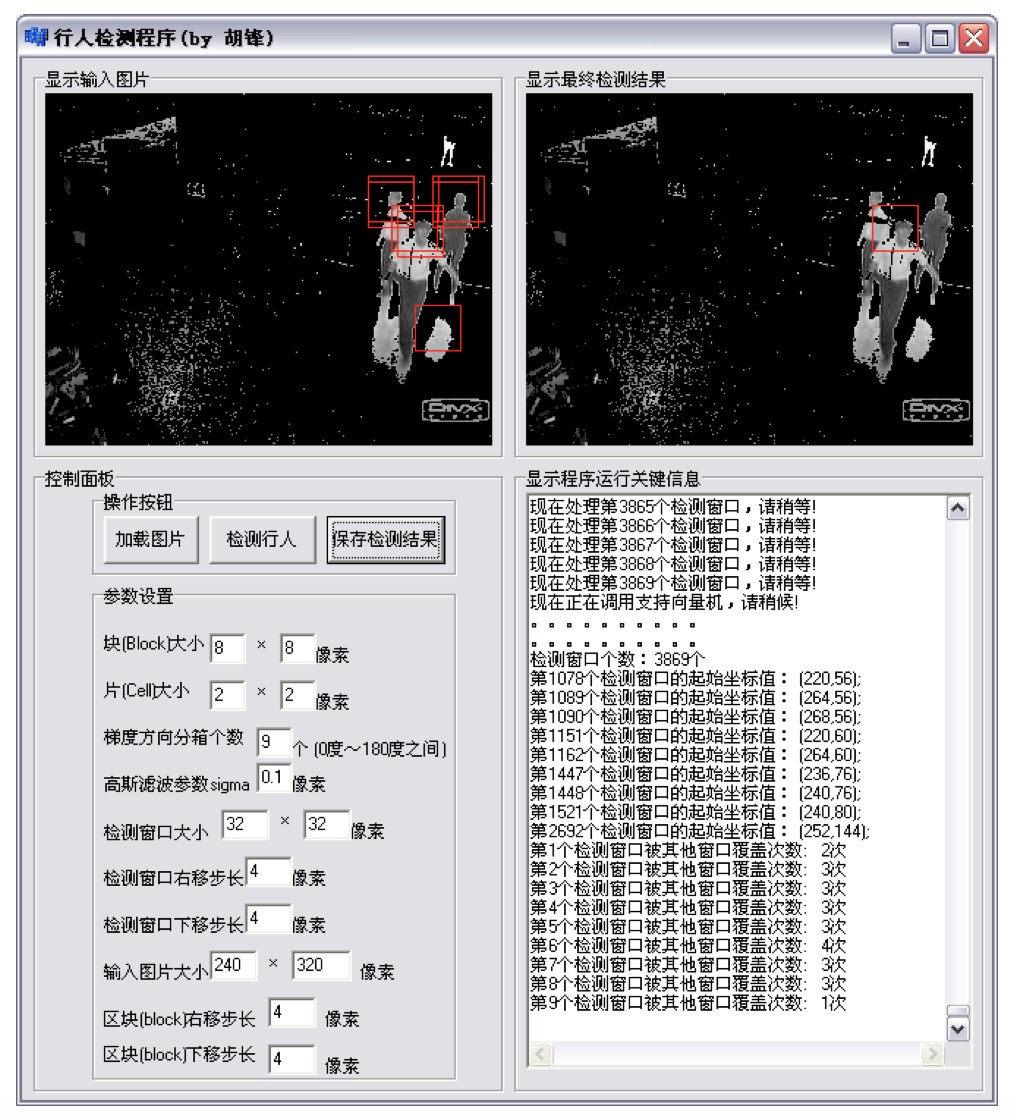 行人检测程序(by 胡锋)
显示输入图片
DIVX
显示最终检测结果
DIVX
控制面板
操作按钮
加载图片
检测行人
保存检测结果
参数设置
块(Block)大小 8 × 8 像素
片(Cell)大小 2 × 2 像素
梯度方向分箱个数 9 个 (0度～180度之间)
高斯滤波参数sigma 0.1 像素
检测窗口大小 32 × 32 像素
检测窗口右移步长 4 像素
检测窗口下移步长 4 像素
输入图片大小 240 × 320 像素
区块(block)右移步长 4 像素
区块(block)下移步长 4 像素
显示程序运行关键信息
现在处理第3865个检测窗口，请稍等!
现在处理第3866个检测窗口，请稍等!
现在处理第3867个检测窗口，请稍等!
现在处理第3868个检测窗口，请稍等!
现在处理第3869个检测窗口，请稍等!
现在正在调用支持向量机，请稍候!
。。。。。。。。。。
。。。。。。。。。。
检测窗口个数：3869个
第1078个检测窗口的起始坐标值： (220,56);
第1089个检测窗口的起始坐标值： (264,56);
第1090个检测窗口的起始坐标值： (268,56);
第1151个检测窗口的起始坐标值： (220,60);
第1162个检测窗口的起始坐标值： (264,60);
第1447个检测窗口的起始坐标值： (236,76);
第1448个检测窗口的起始坐标值： (240,76);
第1521个检测窗口的起始坐标值： (240,80);
第2692个检测窗口的起始坐标值： (252,144);
第1个检测窗口被其他窗口覆盖次数: 2次
第2个检测窗口被其他窗口覆盖次数: 3次
第3个检测窗口被其他窗口覆盖次数: 3次
第4个检测窗口被其他窗口覆盖次数: 3次
第5个检测窗口被其他窗口覆盖次数: 3次
第6个检测窗口被其他窗口覆盖次数: 4次
第7个检测窗口被其他窗口覆盖次数: 3次
第8个检测窗口被其他窗口覆盖次数: 3次
第9个检测窗口被其他窗口覆盖次数: 1次